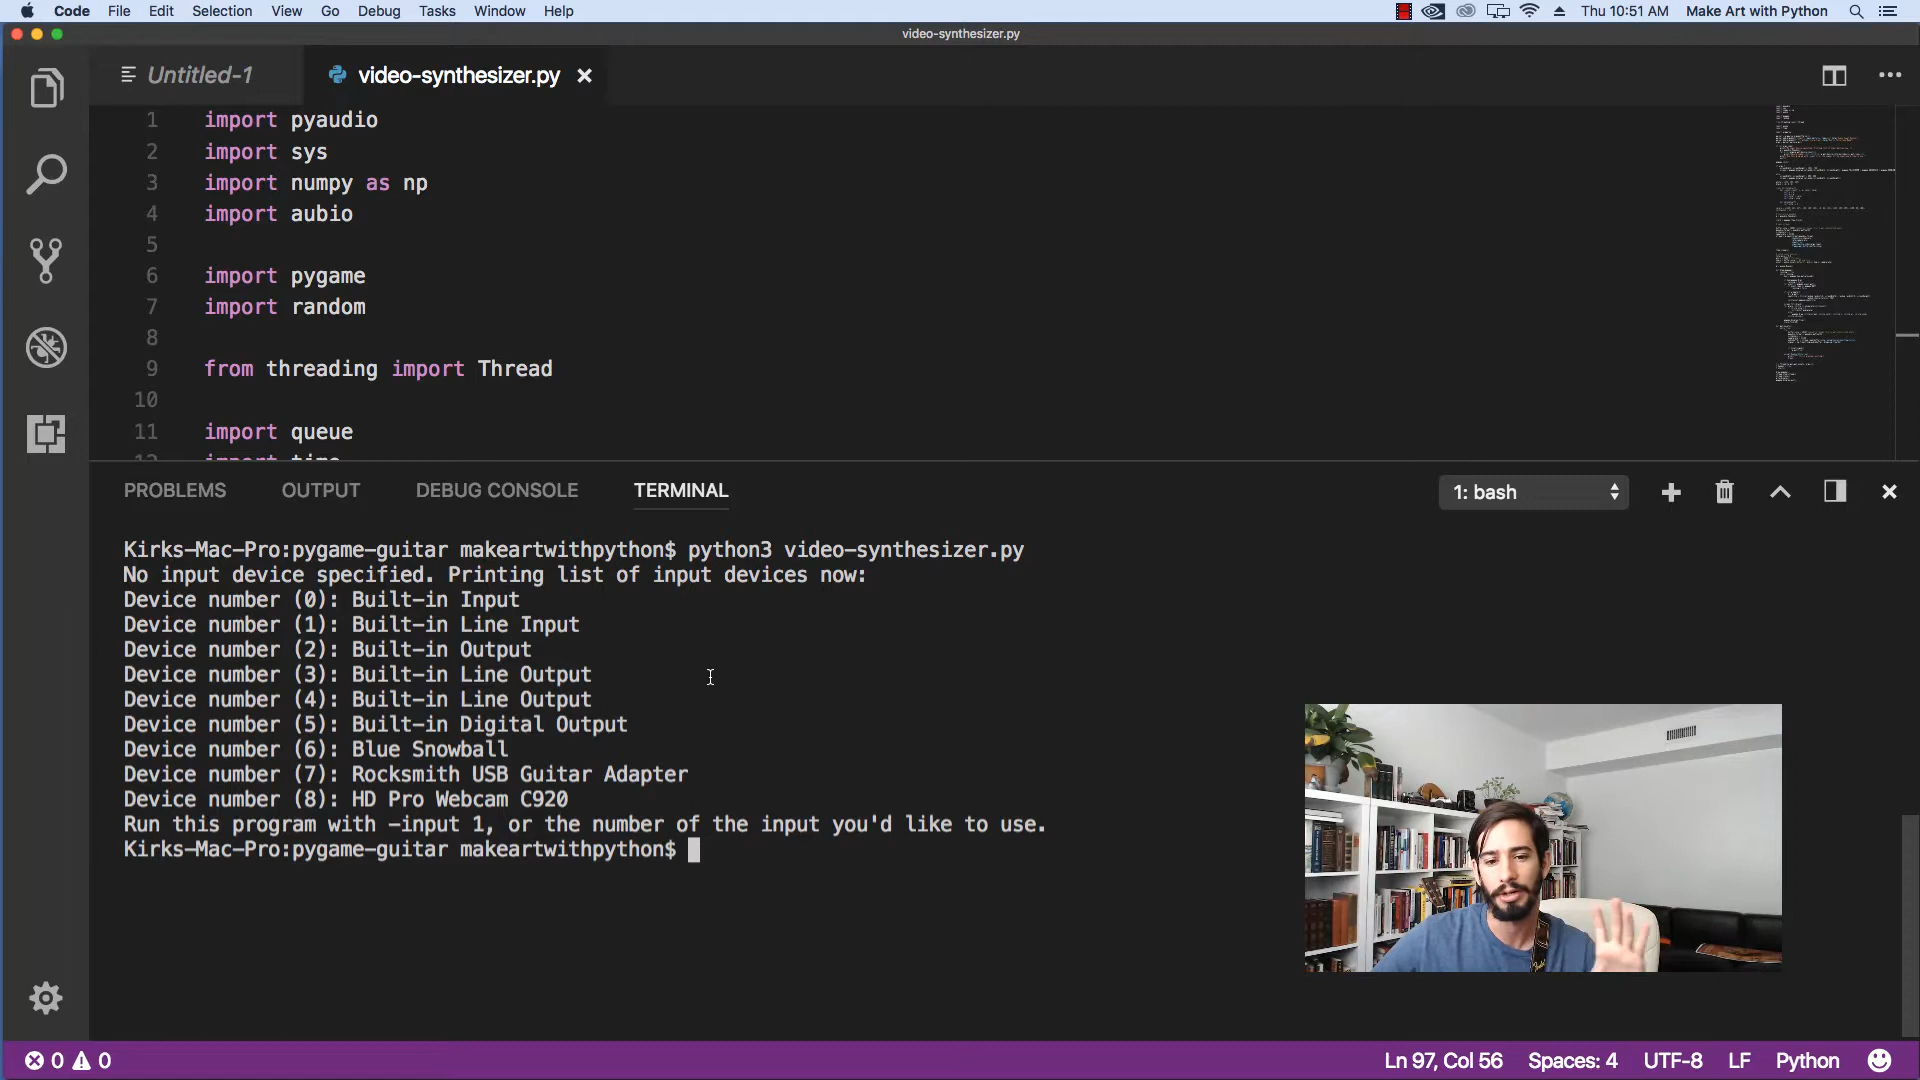 Code File Edit Selection View Go Debug Tasks Window Help Thu 10:51 AM Make Art with Python
video-synthesizer.py
Untitled-1 video-synthesizer.py
1 import pyaudio
2 import sys
3 import numpy as np
4 import aubio
5
6 import pygame
7 import random
8
9 from threading import Thread
10
11 import queue
12 import time
PROBLEMS OUTPUT DEBUG CONSOLE TERMINAL 1: bash
Kirks-Mac-Pro:pygame-guitar makeartwithpython$ python3 video-synthesizer.py
No input device specified. Printing list of input devices now:
Device number (0): Built-in Input
Device number (1): Built-in Line Input
Device number (2): Built-in Output
Device number (3): Built-in Line Output
Device number (4): Built-in Line Output
Device number (5): Built-in Digital Output
Device number (6): Blue Snowball
Device number (7): Rocksmith USB Guitar Adapter
Device number (8): HD Pro Webcam C920
Run this program with -input 1, or the number of the input you'd like to use.
Kirks-Mac-Pro:pygame-guitar makeartwithpython$
0 0 Ln 97, Col 56 Spaces: 4 UTF-8 LF Python